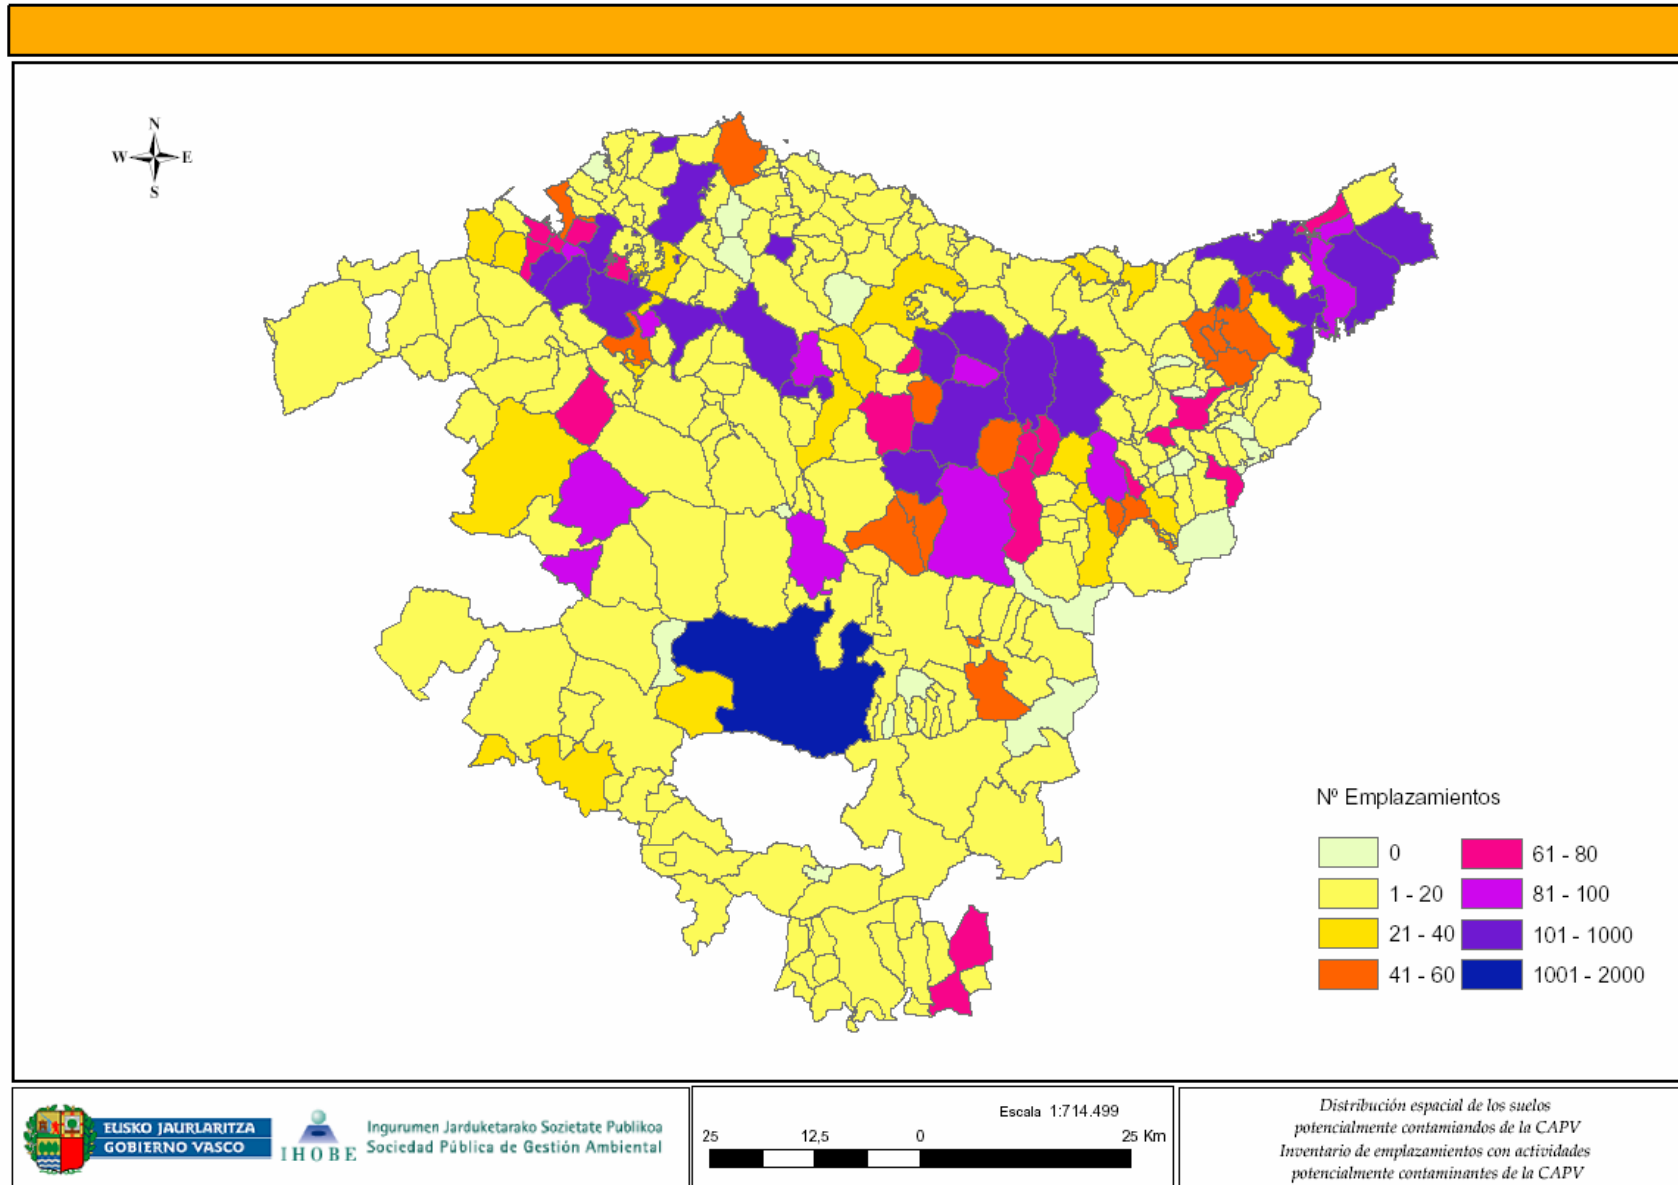 N
W E
S
Nº Emplazamientos
0
1 - 20
21 - 40
41 - 60
61 - 80
81 - 100
101 - 1000
1001 - 2000
EUSKO JAURLARITZA
GOBIERNO VASCO
IHOBE
Ingurumen Jarduketarako Sozietate Publikoa
Sociedad Pública de Gestión Ambiental
Escala 1:714.499
25 12,5 0 25 Km
Distribución espacial de los suelos
potencialmente contamiandos de la CAPV
Inventario de emplazamientos con actividades
potencialmente contaminantes de la CAPV